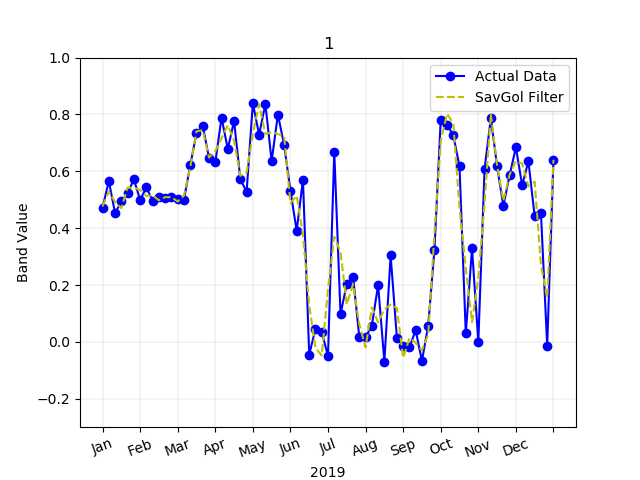 1
Actual Data
SavGol Filter
Band Value
1.0
0.8
0.6
0.4
0.2
0.0
−0.2
Jan Feb Mar Apr May Jun Jul Aug Sep Oct Nov Dec
2019